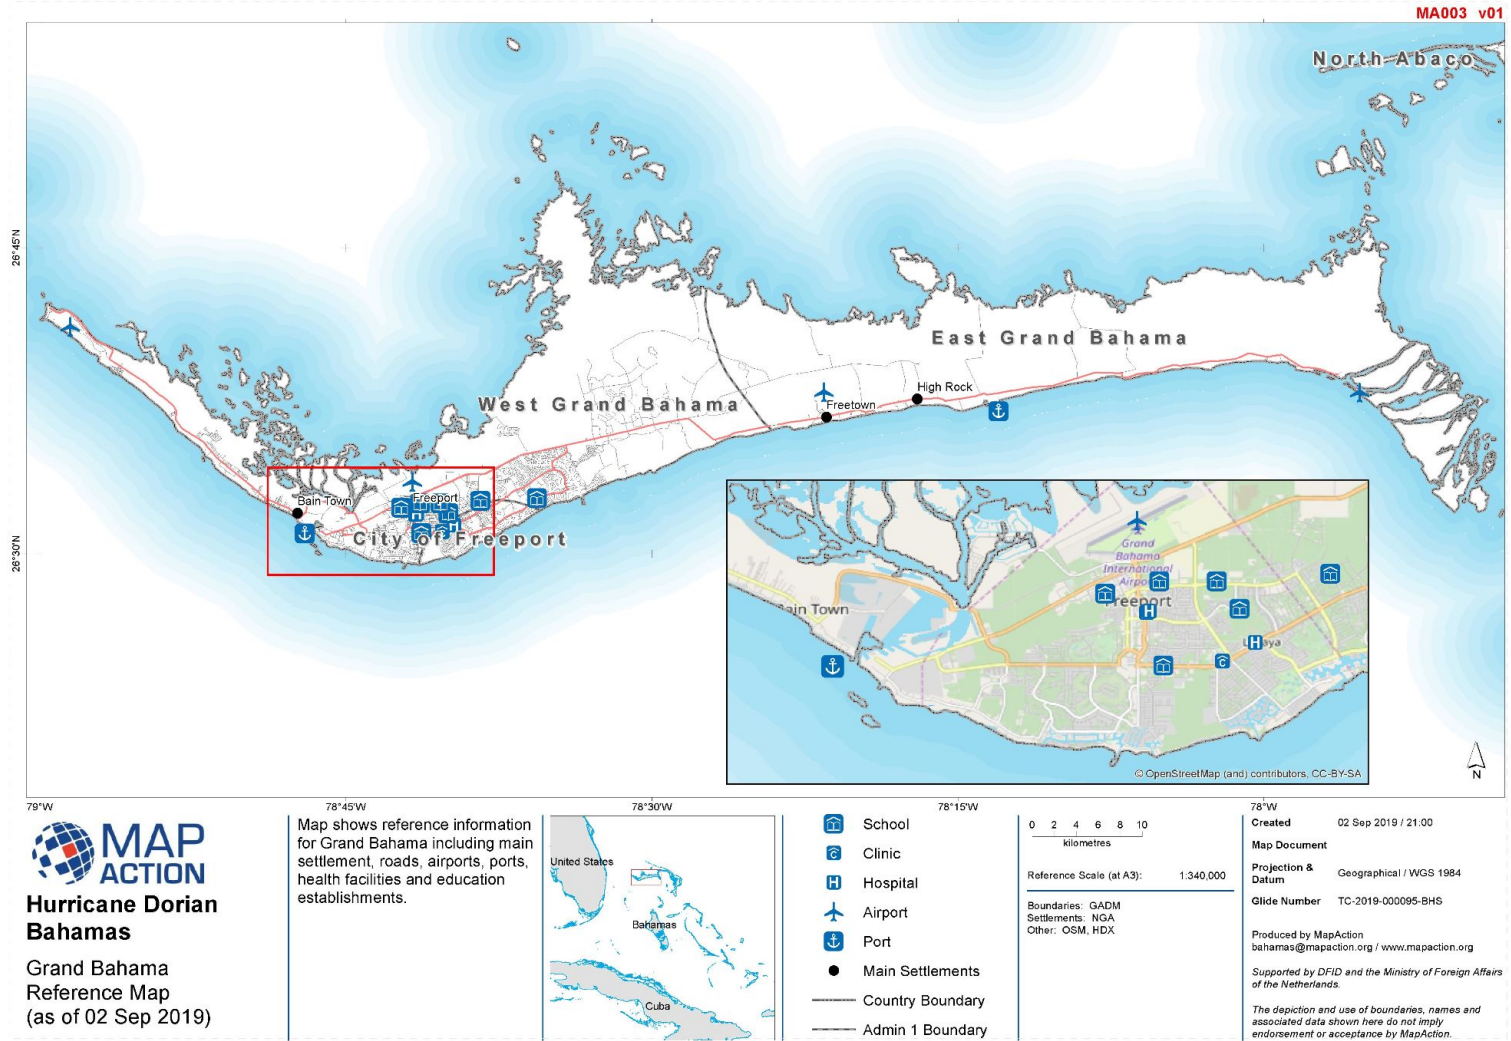 MA003 v01
North Abaco
26°45'N
East Grand Bahama
High Rock
West Grand Bahama
Freetown
Bain Town
Freeport
City of Freeport
26°30'N
Grand
Bahama
International
Airport
Freeport
ain Town
© OpenStreetMap (and) contributors, CC-BY-SA
N
79°W
78°45'W
78°30'W
78°15'W
78°W
MAP
ACTION
Hurricane Dorian
Bahamas
Grand Bahama
Reference Map
(as of 02 Sep 2019)
Map shows reference information
for Grand Bahama including main
settlement, roads, airports, ports,
health facilities and education
establishments.
United States
Bahamas
Cuba
School
Clinic
Hospital
Airport
Port
Main Settlements
Country Boundary
Admin 1 Boundary
0 2 4 6 8 10
kilometres
Reference Scale (at A3): 1:340,000
Boundaries: GADM
Settlements: NGA
Other: OSM, HDX
Created 02 Sep 2019 / 21:00
Map Document
Projection &
Datum Geographical / WGS 1984
Glide Number TC-2019-000095-BHS
Produced by MapAction
bahamas@mapaction.org / www.mapaction.org
Supported by DFID and the Ministry of Foreign Affairs
of the Netherlands.
The depiction and use of boundaries, names and
associated data shown here do not imply
endorsement or acceptance by MapAction.